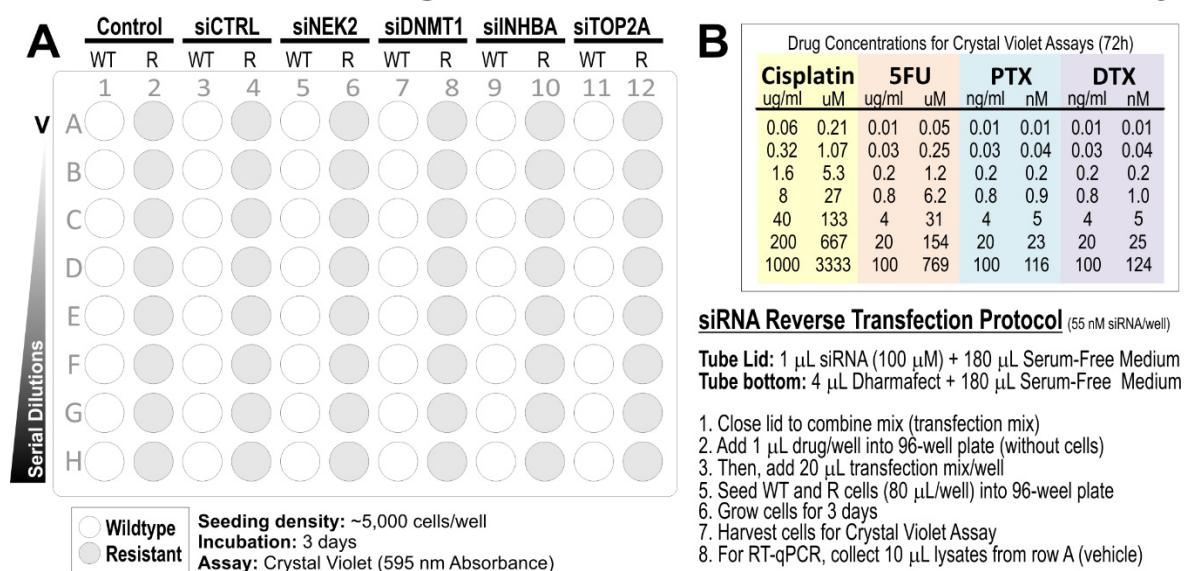 A
Control siCTRL siNEK2 siDNMT1 siINHBA siTOP2A
WT R WT R WT R WT R WT R WT R
1 2 3 4 5 6 7 8 9 10 11 12
V A
B
C
D
E
F
G
H
Serial Dilutions
Wildtype
Resistant
Seeding density: ~5,000 cells/well
Incubation: 3 days
Assay: Crystal Violet (595 nm Absorbance)
B
Drug Concentrations for Crystal Violet Assays (72h)
Cisplatin 5FU PTX DTX
ug/ml uM ug/ml uM ng/ml nM ng/ml nM
0.06 0.21 0.01 0.05 0.01 0.01 0.01 0.01
0.32 1.07 0.03 0.25 0.03 0.04 0.03 0.04
1.6 5.3 0.2 1.2 0.2 0.2 0.2 0.2
8 27 0.8 6.2 0.8 0.9 0.8 1.0
40 133 4 31 4 5 4 5
200 667 20 154 20 23 20 25
1000 3333 100 769 100 116 100 124
siRNA Reverse Transfection Protocol (55 nM siRNA/well)
Tube Lid: 1 μL siRNA (100 μM) + 180 μL Serum-Free Medium
Tube bottom: 4 μL Dharmafect + 180 μL Serum-Free Medium
1. Close lid to combine mix (transfection mix)
2. Add 1 μL drug/well into 96-well plate (without cells)
3. Then, add 20 μL transfection mix/well
5. Seed WT and R cells (80 μL/well) into 96-weel plate
6. Grow cells for 3 days
7. Harvest cells for Crystal Violet Assay
8. For RT-qPCR, collect 10 μL lysates from row A (vehicle)